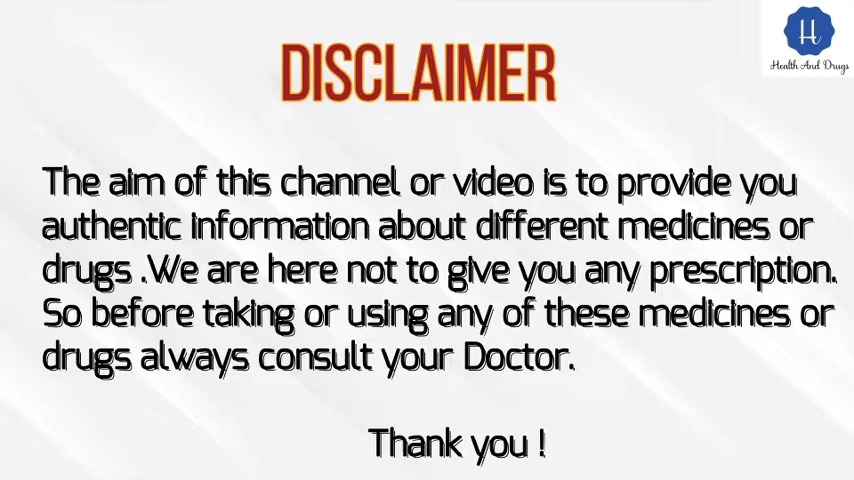 H
Health And Drugs
DISCLAIMER
The aim of this channel or video is to provide you
authentic information about different medicines or
drugs .We are here not to give you any prescription.
So before taking or using any of these medicines or
drugs always consult your Doctor.
Thank you !